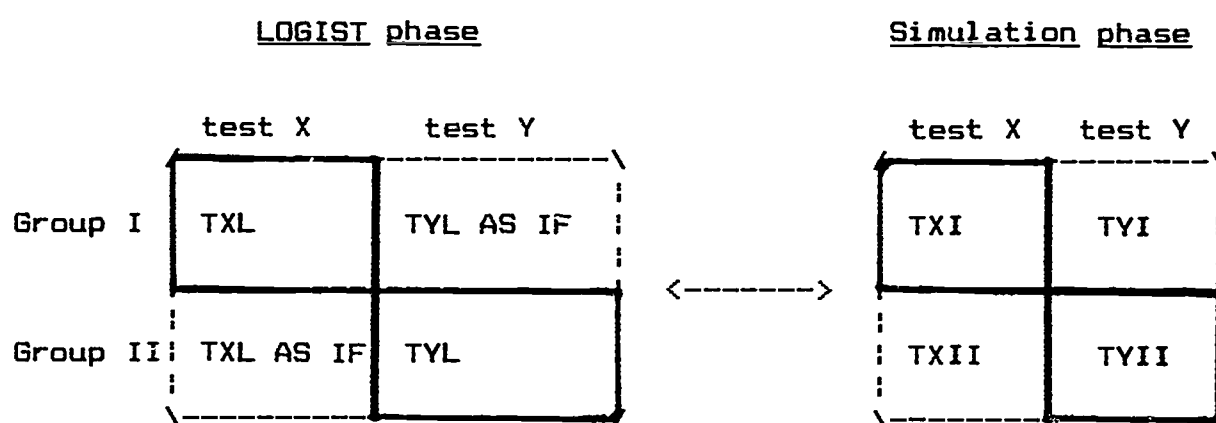 LOGIST phase Simulation phase
test X test Y test X test Y
Group I TXL TYL AS IF TXI TYI
<------->
Group II TXL AS IF TYL TXII TYII